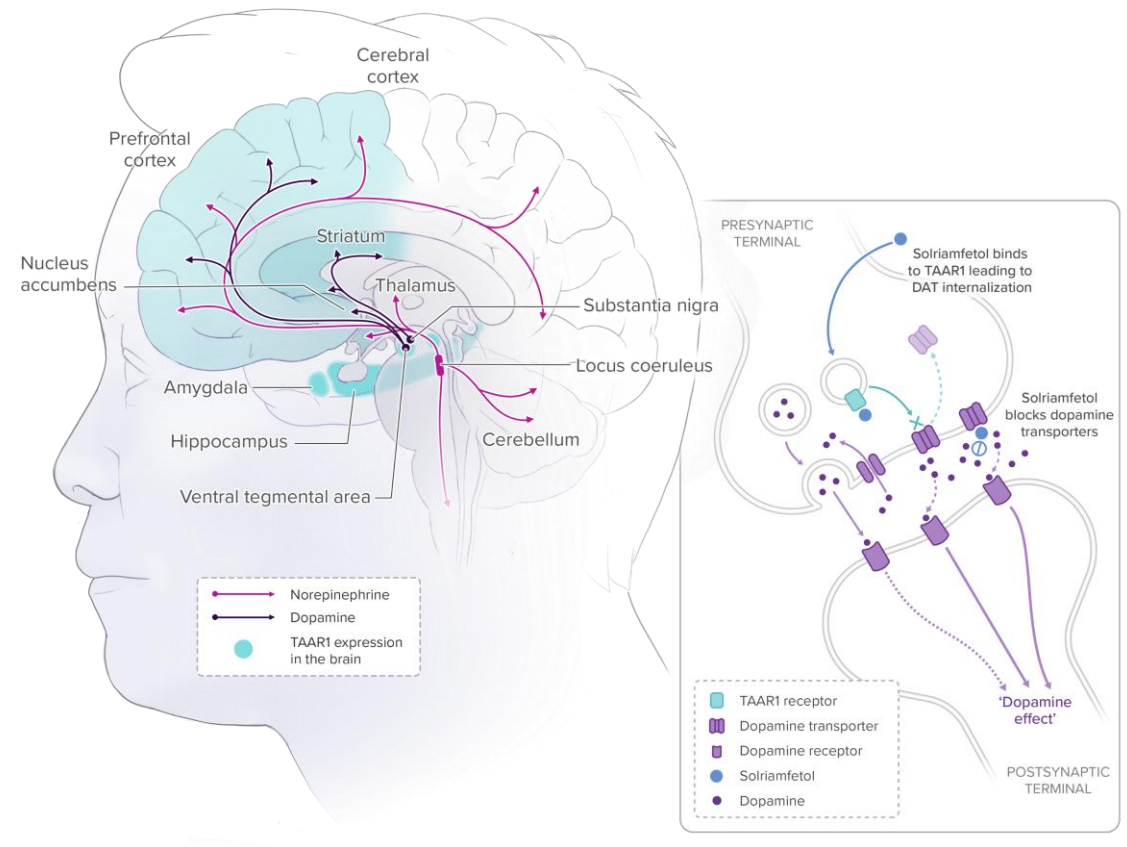 Cerebral
cortex
Prefrontal
cortex
Striatum
Nucleus
accumbens
Thalamus
Substantia nigra
Locus coeruleus
Amygdala
Hippocampus
Cerebellum
Ventral tegmental area
Norepinephrine
Dopamine
TAAR1 expression
in the brain
PRESYNAPTIC
TERMINAL
Solriamfetol binds
to TAAR1 leading to
DAT internalization
Solriamfetol
blocks dopamine
transporters
'Dopamine
effect'
TAAR1 receptor
Dopamine transporter
Dopamine receptor
Solriamfetol
Dopamine
POSTSYNAPTIC
TERMINAL